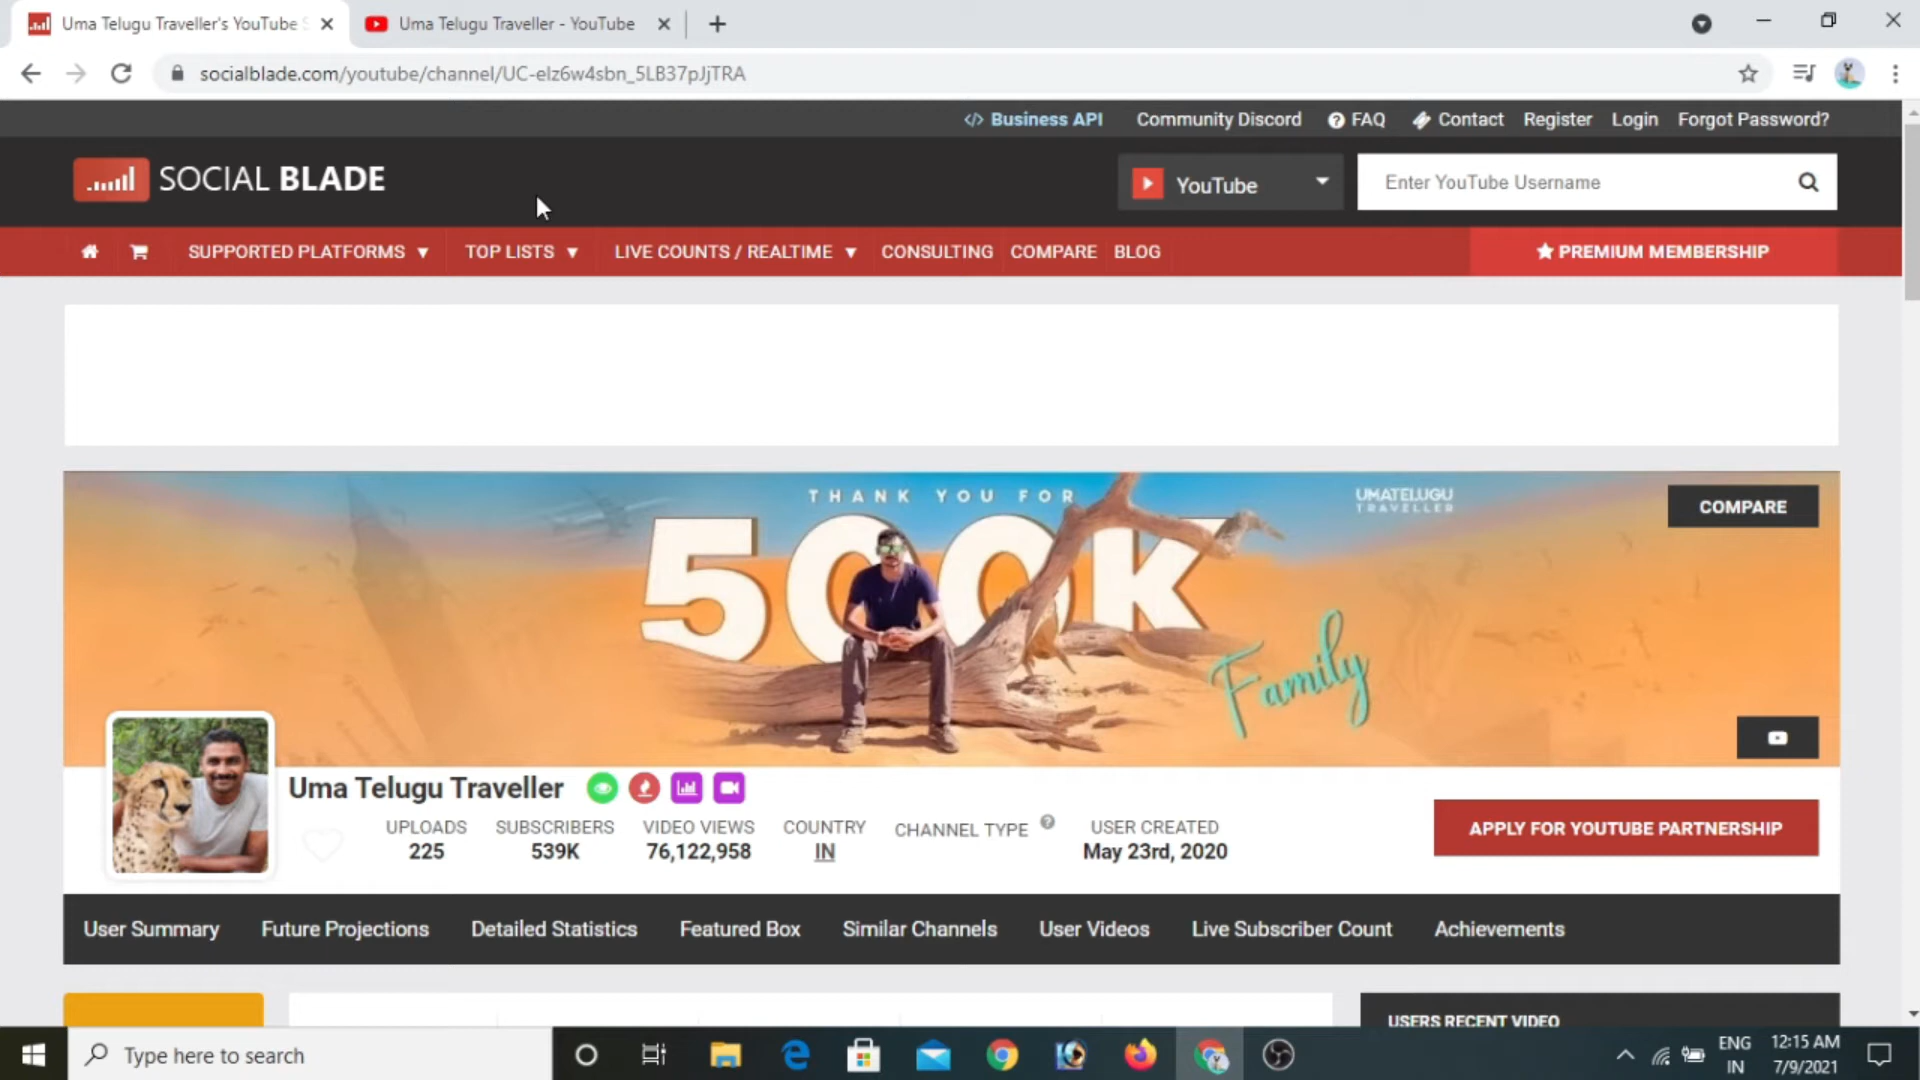 Uma Telugu Traveller's YouTube S
Uma Telugu Traveller - YouTube
socialblade.com/youtube/channel/UC-elz6w4sbn_5LB37pJjTRA
</> Business API Community Discord FAQ Contact Register Login Forgot Password?
SOCIAL BLADE
YouTube
Enter YouTube Username
SUPPORTED PLATFORMS TOP LISTS LIVE COUNTS / REALTIME CONSULTING COMPARE BLOG
PREMIUM MEMBERSHIP
THANK YOU FOR
500K
Family
UMATELUGU
TRAVELLER
COMPARE
Uma Telugu Traveller
UPLOADS SUBSCRIBERS VIDEO VIEWS COUNTRY CHANNEL TYPE USER CREATED
225 539K 76,122,958 IN May 23rd, 2020
APPLY FOR YOUTUBE PARTNERSHIP
User Summary Future Projections Detailed Statistics Featured Box Similar Channels User Videos Live Subscriber Count Achievements
USERS RECENT VIDEO
Type here to search
ENG
IN
12:15 AM
7/9/2021